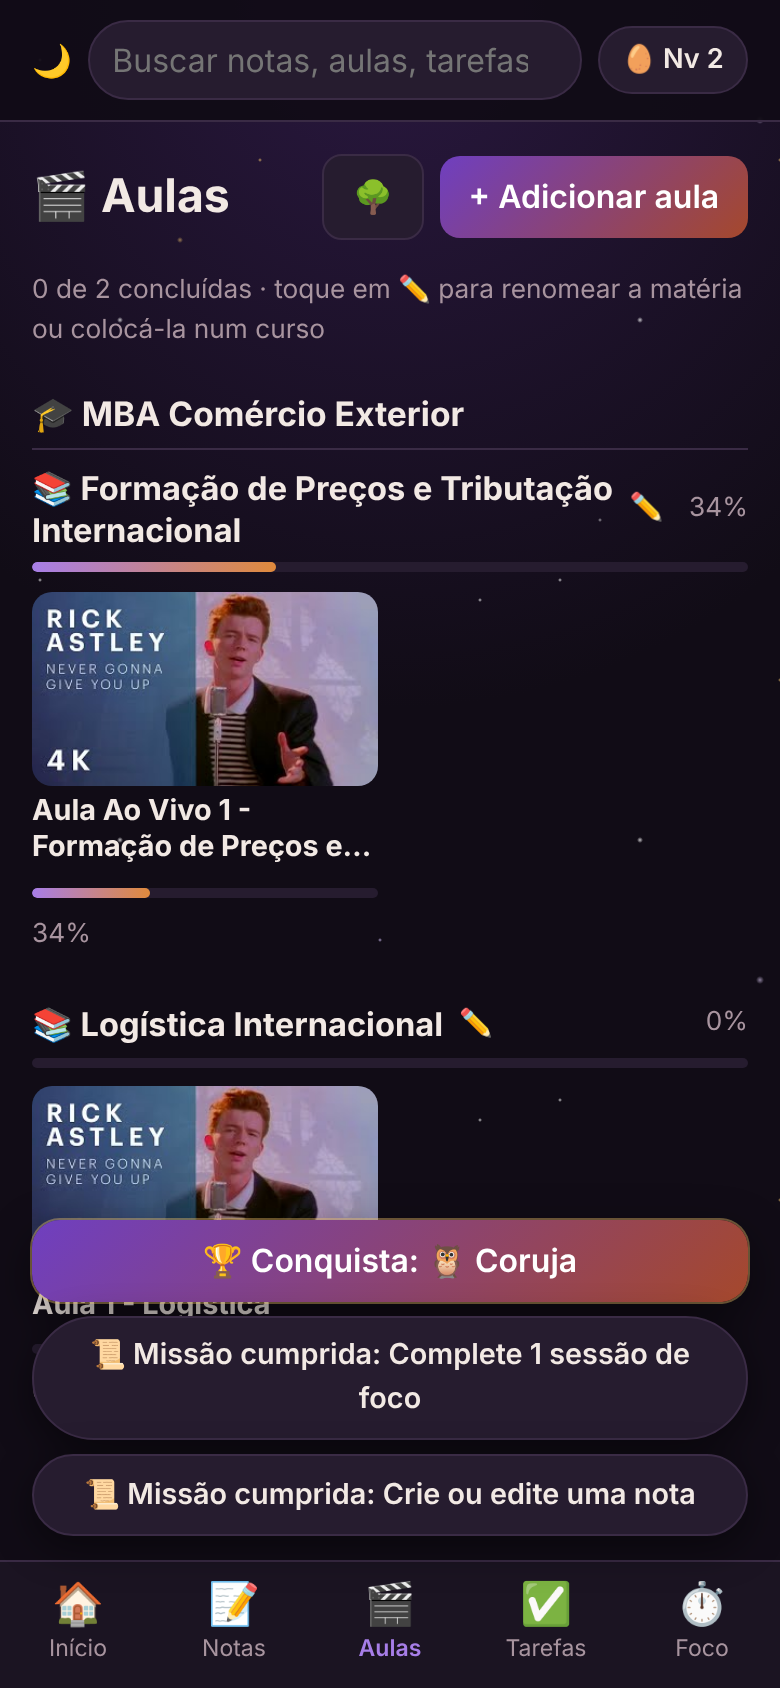 Buscar notas, aulas, tarefas
Nv 2
Aulas
+ Adicionar aula
0 de 2 concluídas · toque em ✏️ para renomear a matéria
ou colocá-la num curso
MBA Comércio Exterior
Formação de Preços e Tributação
Internacional
34%
RICK
ASTLEY
NEVER GONNA
GIVE YOU UP
4K
Aula Ao Vivo 1 -
Formação de Preços e...
34%
Logística Internacional
0%
RICK
ASTLEY
NEVER GONNA
GIVE YOU UP
Conquista: 🦉 Coruja
Aula 1 - Logística
Missão cumprida: Complete 1 sessão de
foco
Missão cumprida: Crie ou edite uma nota
Início
Notas
Aulas
Tarefas
Foco